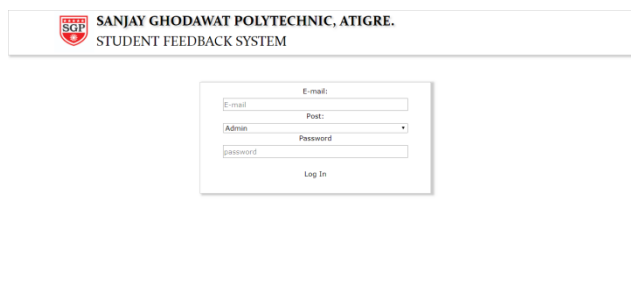 SGP
SANJAY GHODAWAT POLYTECHNIC, ATIGRE.
STUDENT FEEDBACK SYSTEM
E-mail:
E-mail
Post:
Admin
Password
password
Log In